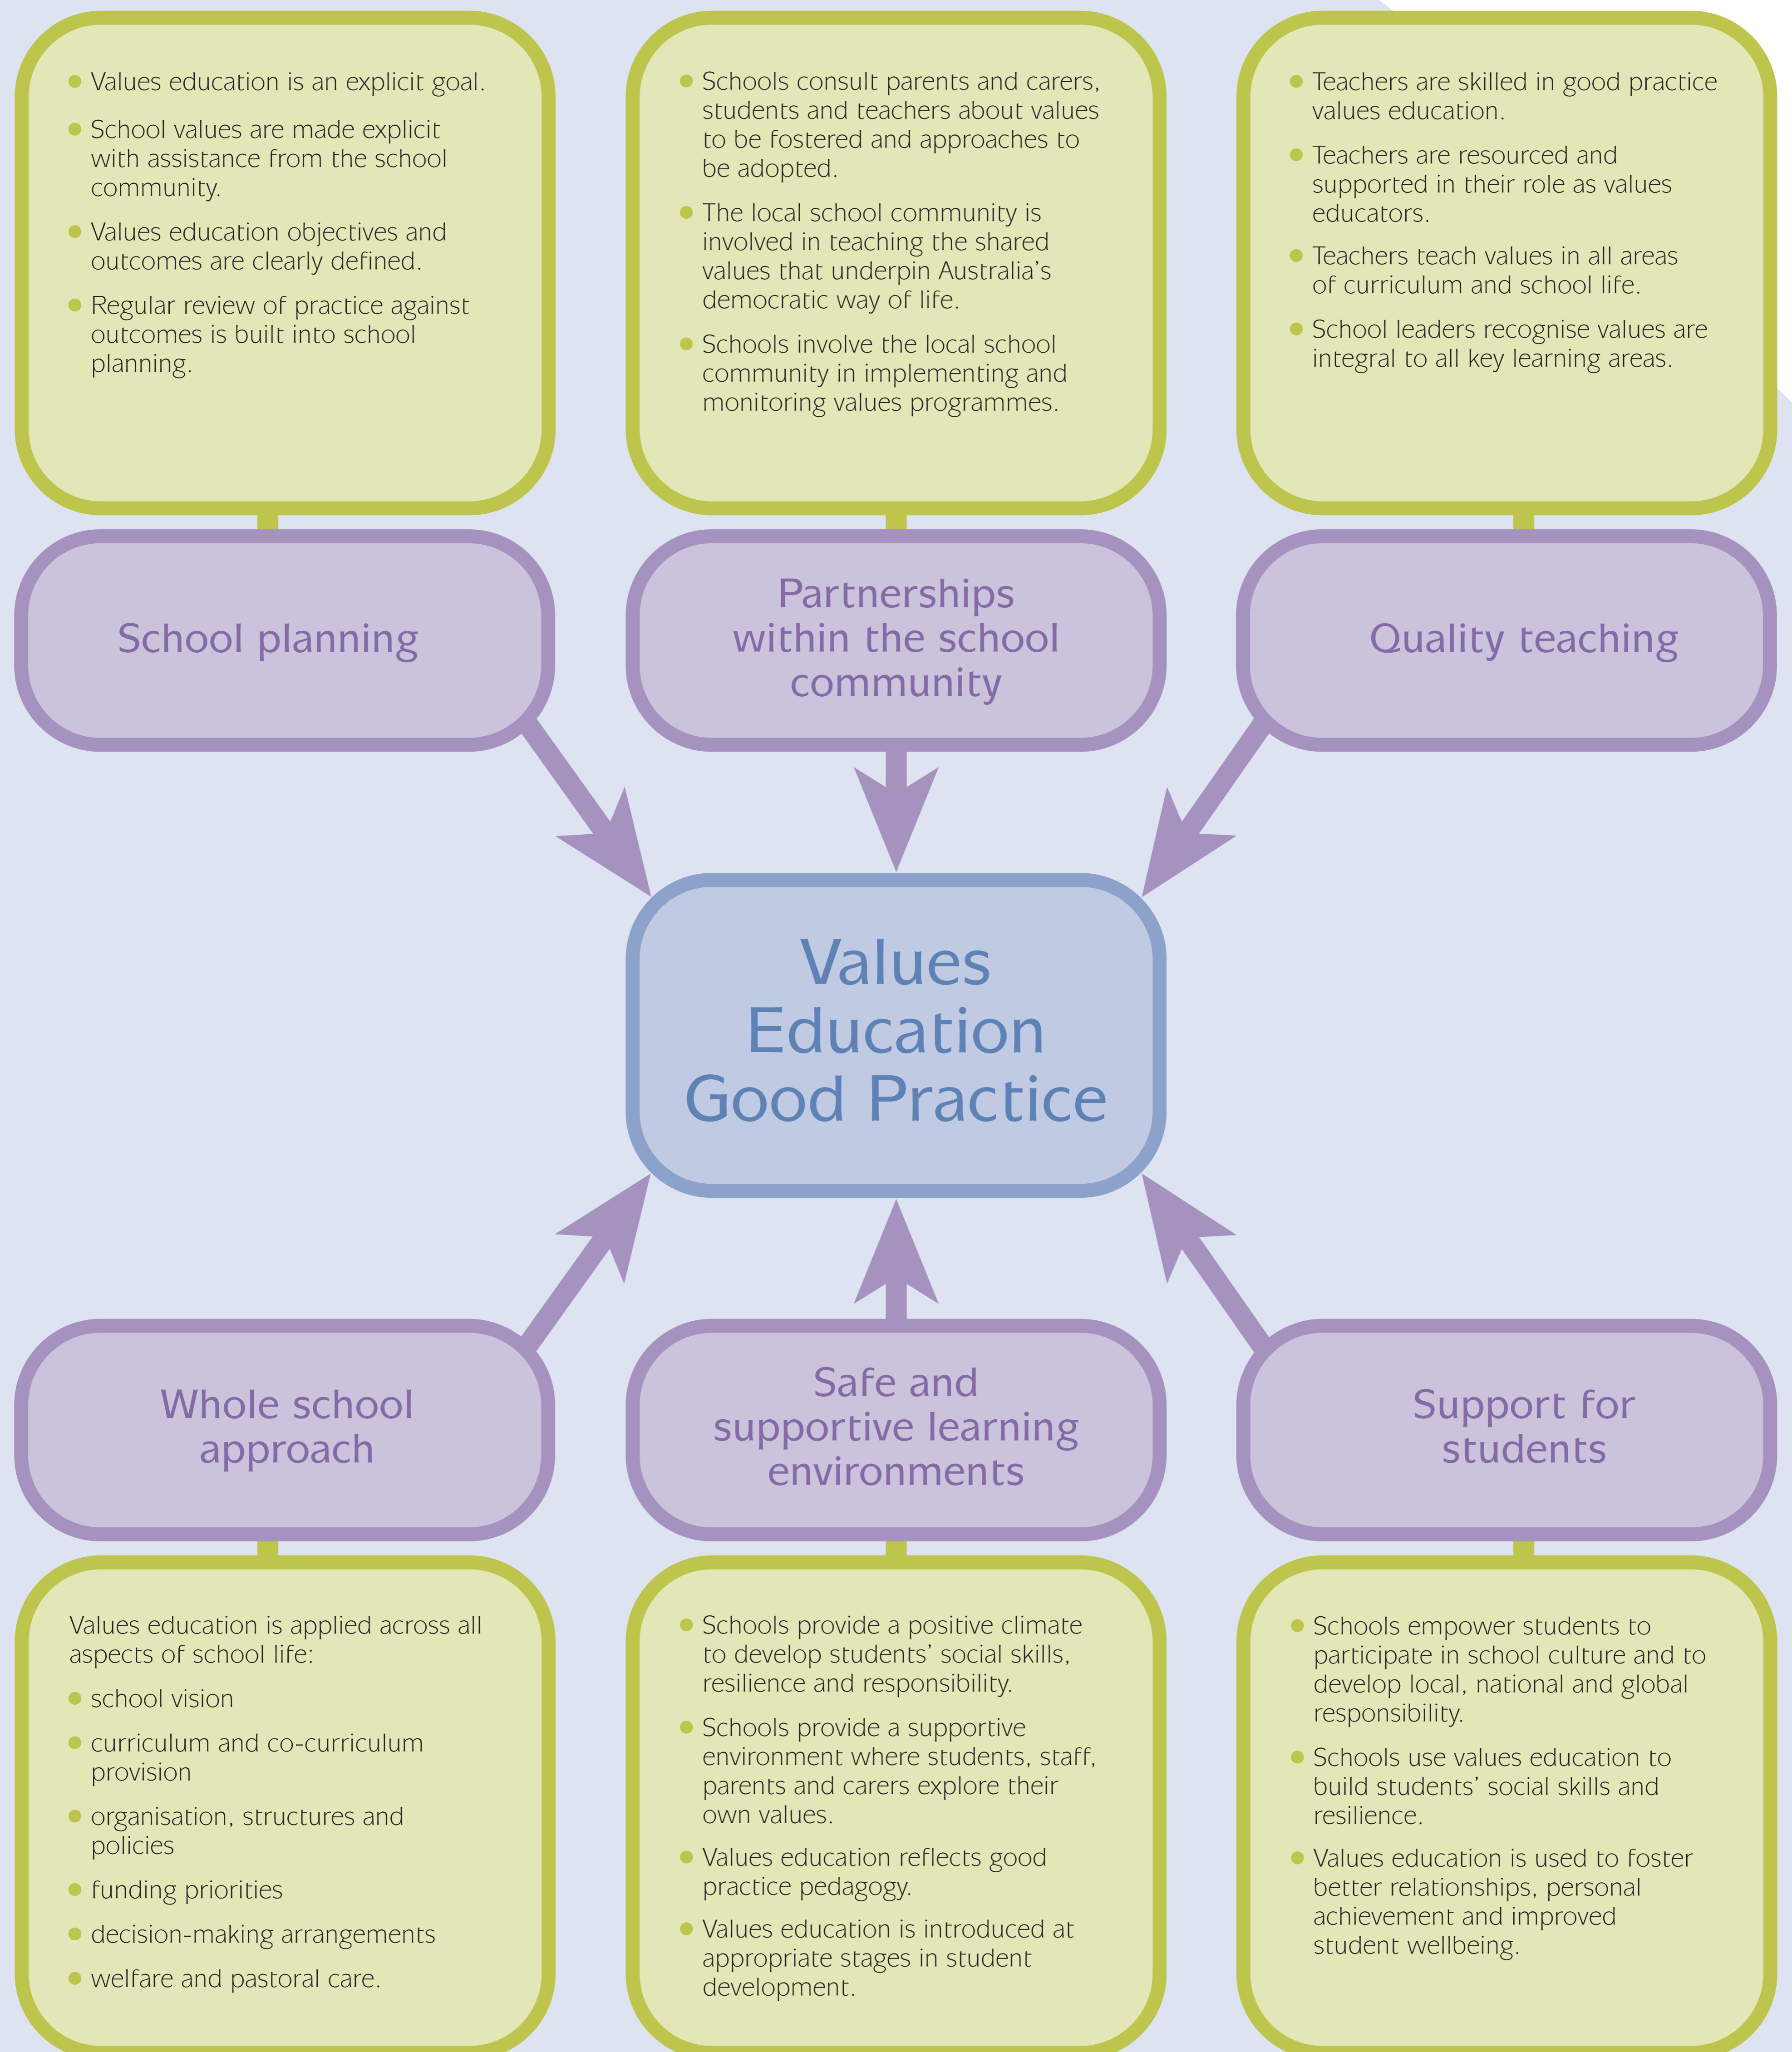 Values education is an explicit goal.
School values are made explicit
with assistance from the school
community.
Values education objectives and
outcomes are clearly defined.
Regular review of practice against
outcomes is built into school
planning.
Schools consult parents and carers,
students and teachers about values
to be fostered and approaches to
be adopted.
The local school community is
involved in teaching the shared
values that underpin Australia’s
democratic way of life.
Schools involve the local school
community in implementing and
monitoring values programmes.
Teachers are skilled in good practice
values education.
Teachers are resourced and
supported in their role as values
educators.
Teachers teach values in all areas
of curriculum and school life.
School leaders recognise values are
integral to all key learning areas.
School planning
Partnerships
within the school
community
Quality teaching
Values
Education
Good Practice
Whole school
approach
Safe and
supportive learning
environments
Support for
students
Values education is applied across all
aspects of school life:
school vision
curriculum and co-curriculum
provision
organisation, structures and
policies
funding priorities
decision-making arrangements
welfare and pastoral care.
Schools provide a positive climate
to develop students’ social skills,
resilience and responsibility.
Schools provide a supportive
environment where students, staff,
parents and carers explore their
own values.
Values education reflects good
practice pedagogy.
Values education is introduced at
appropriate stages in student
development.
Schools empower students to
participate in school culture and to
develop local, national and global
responsibility.
Schools use values education to
build students’ social skills and
resilience.
Values education is used to foster
better relationships, personal
achievement and improved
student wellbeing.